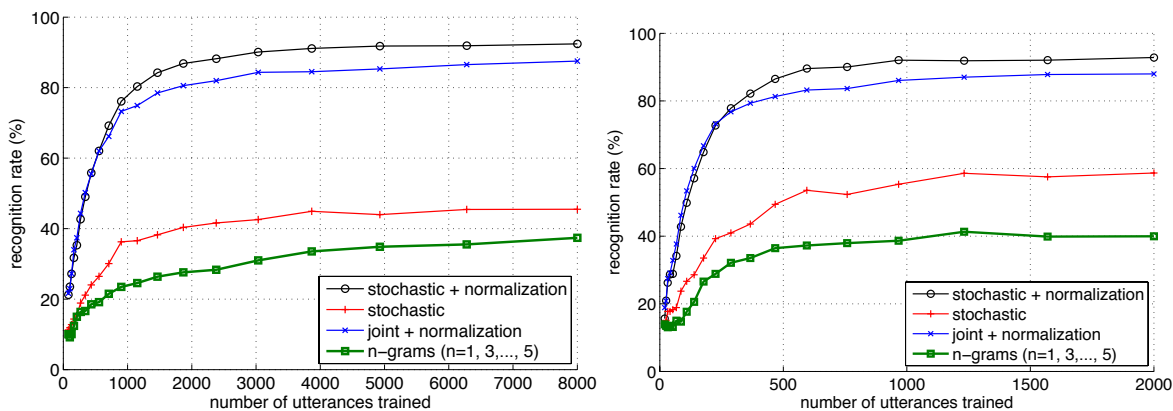 100
80
60
40
20
0
recognition rate (%)
0 1000 2000 3000 4000 5000 6000 7000 8000
number of utterances trained
stochastic + normalization
stochastic
joint + normalization
n-grams (n=1, 3,..., 5)
100
80
60
40
20
0
recognition rate (%)
0 500 1000 1500 2000
number of utterances trained
stochastic + normalization
stochastic
joint + normalization
n-grams (n=1, 3,..., 5)